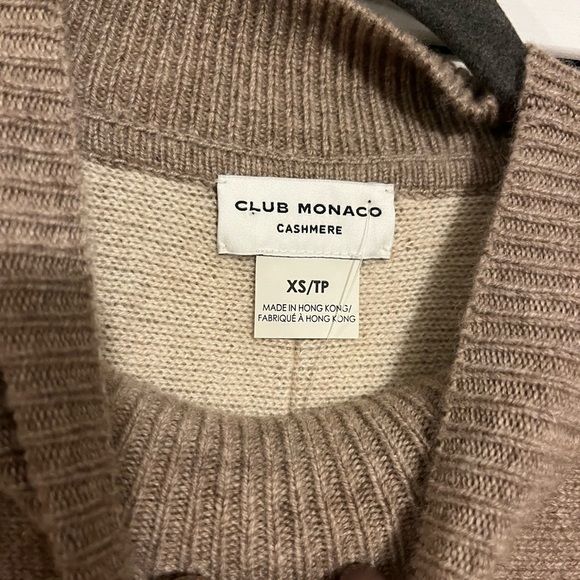 CLUB MONACO
CASHMERE
XS/TP
MADE IN HONG KONG/
FABRIQUÉ À HONG KONG